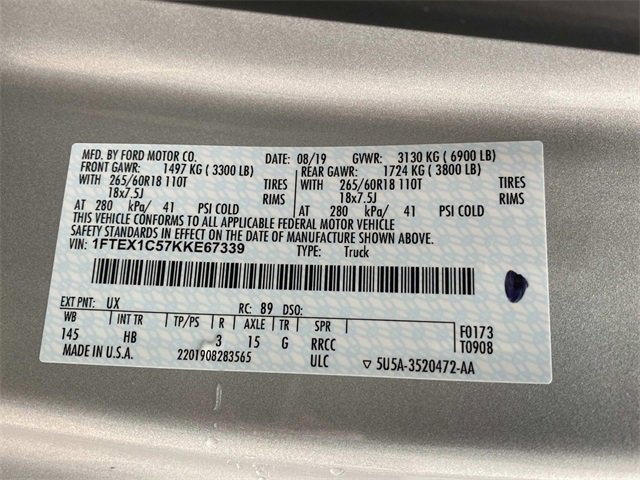 MFD. BY FORD MOTOR CO. DATE: 08/19 GVWR: 3130 KG ( 6900 LB)
FRONT GAWR: 1497 KG ( 3300 LB) REAR GAWR: 1724 KG ( 3800 LB)
WITH 265/60R18 110T TIRES WITH 265/60R18 110T TIRES
18x7.5J RIMS 18x7.5J RIMS
AT 280 kPa/ 41 PSI COLD AT 280 kPa/ 41 PSI COLD
THIS VEHICLE CONFORMS TO ALL APPLICABLE FEDERAL MOTOR VEHICLE
SAFETY STANDARDS IN EFFECT ON THE DATE OF MANUFACTURE SHOWN ABOVE.
VIN: 1FTEX1C57KKE67339 TYPE: Truck
EXT PNT: UX RC: 89 DSO:
WB INT TR TP/PS R AXLE TR SPR F0173
145 HB 3 15 G RRCC T0908
MADE IN U.S.A. 2201908283565 ULC 5U5A-3520472-AA